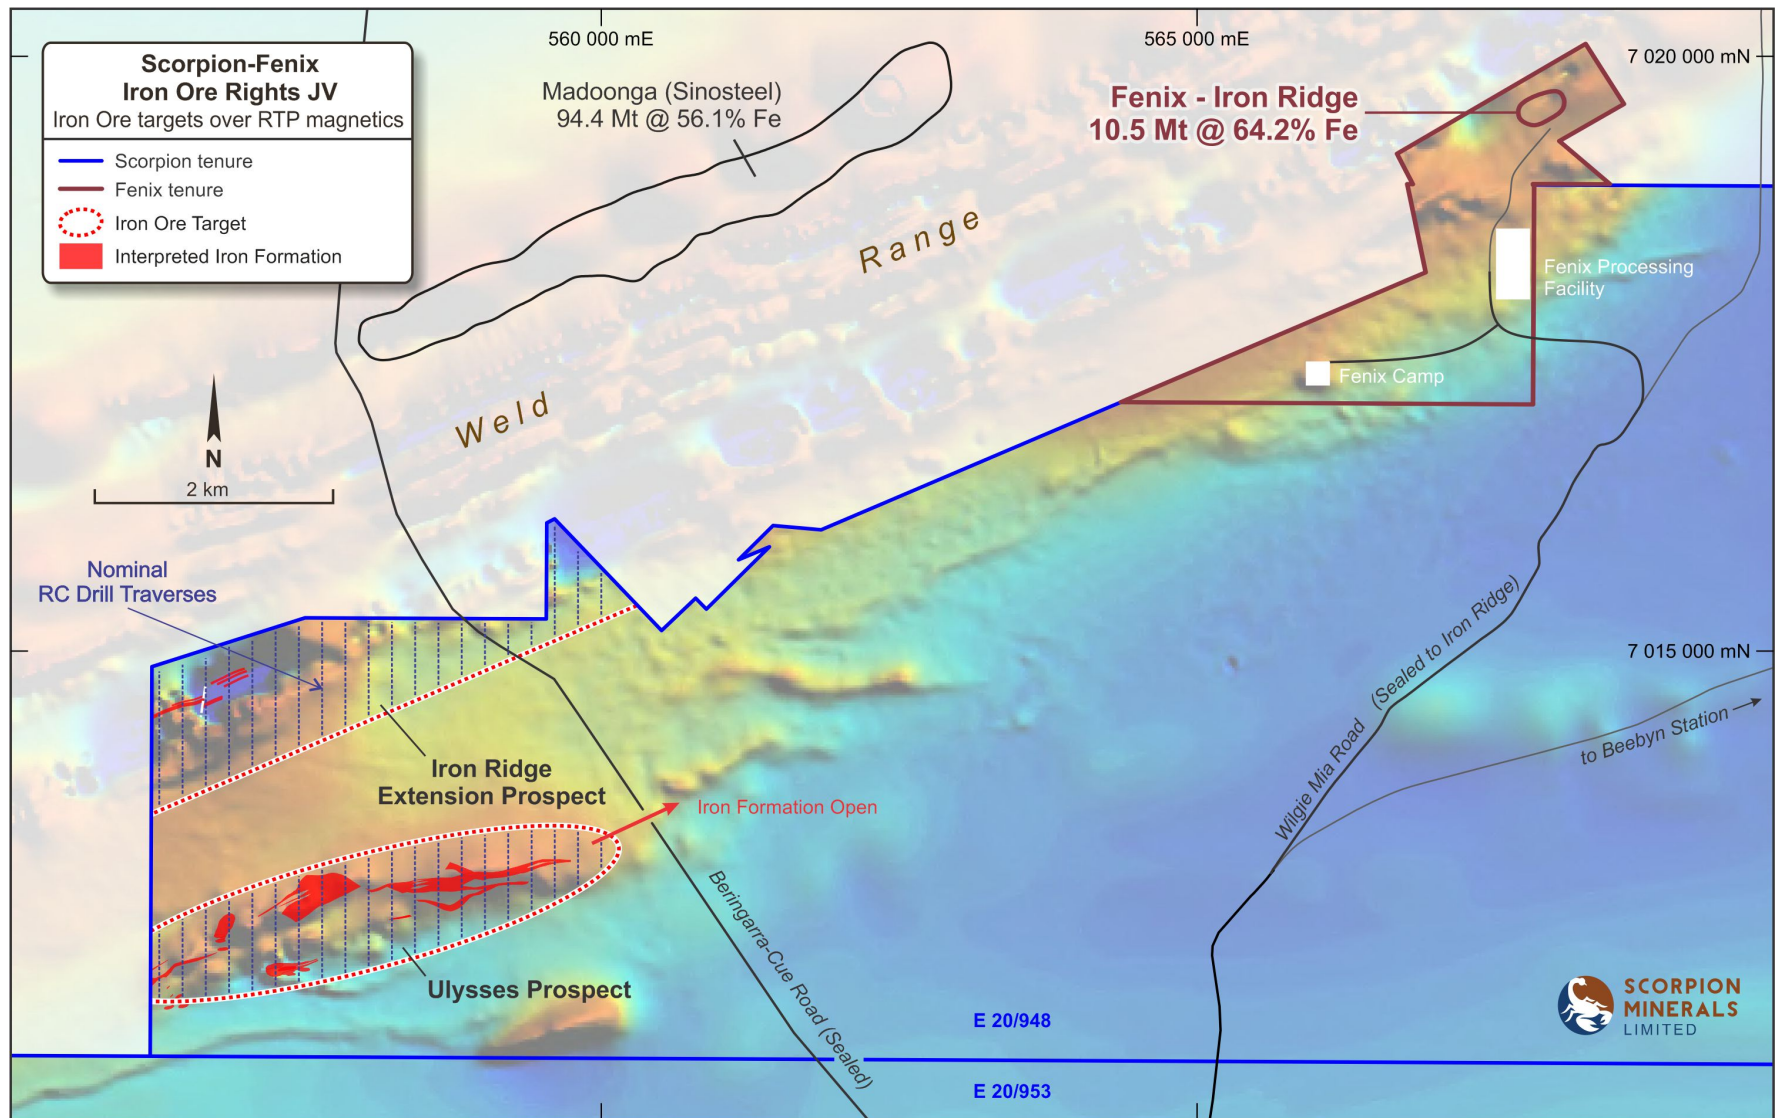 560 000 mE
565 000 mE
7 020 000 mN
Scorpion-Fenix
Iron Ore Rights JV
Iron Ore targets over RTP magnetics
Scorpion tenure
Fenix tenure
Iron Ore Target
Interpreted Iron Formation
Madoonga (Sinosteel)
94.4 Mt @ 56.1% Fe
Fenix - Iron Ridge
10.5 Mt @ 64.2% Fe
Weld Range
Fenix Processing
Facility
Fenix Camp
N
2 km
Nominal
RC Drill Traverses
7 015 000 mN
Wilgie Mia Road (Sealed to Iron Ridge)
to Beebyn Station
Iron Ridge
Extension Prospect
Iron Formation Open
Beringarra-Cue Road (Sealed)
Ulysses Prospect
E 20/948
E 20/953
SCORPION
MINERALS
LIMITED